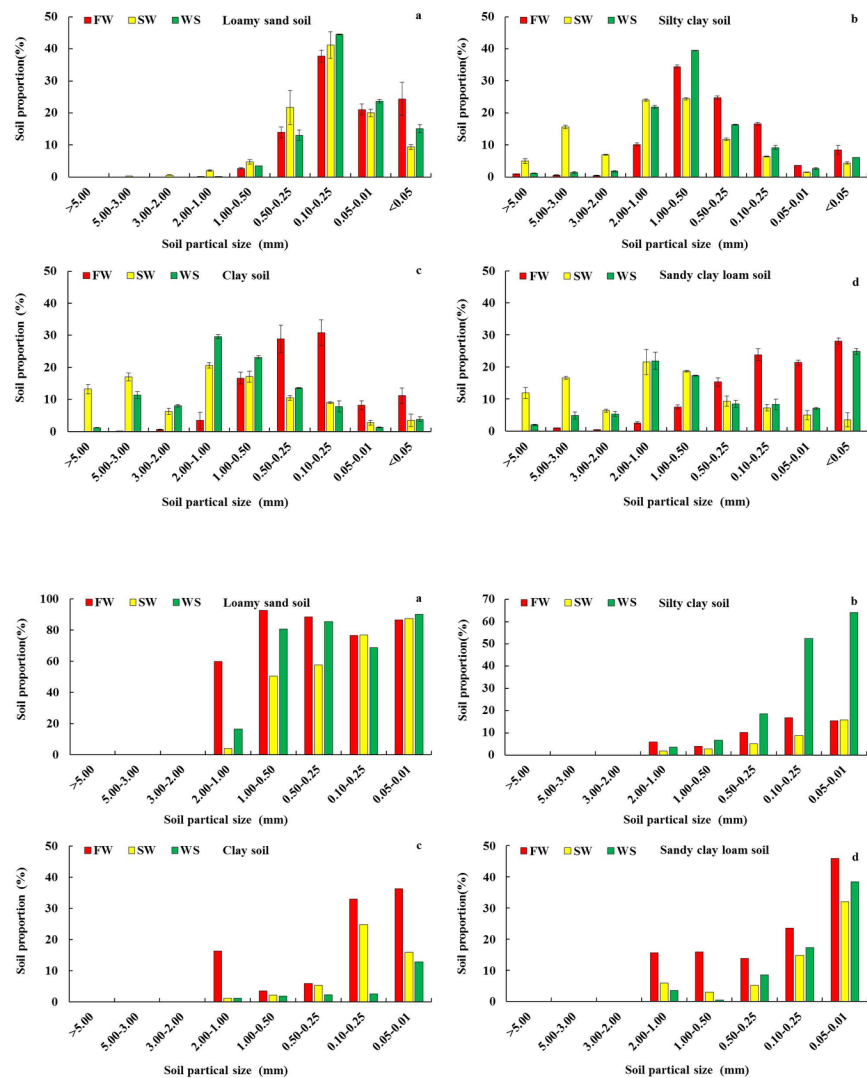 FW SW WS Loamy sand soil a
Soil proportion(%)
50
40
30
20
10
0
>5.00 5.00-3.00 3.00-2.00 2.00-1.00 1.00-0.50 0.50-0.25 0.10-0.25 0.05-0.01 <0.05
Soil partical size (mm)
FW SW WS Silty clay soil b
Soil proportion(%)
50
40
30
20
10
0
>5.00 5.00-3.00 3.00-2.00 2.00-1.00 1.00-0.50 0.50-0.25 0.10-0.25 0.05-0.01 <0.05
Soil partical size (mm)
FW SW WS Clay soil c
Soil proportion (%)
50
40
30
20
10
0
>5.00 5.00-3.00 3.00-2.00 2.00-1.00 1.00-0.50 0.50-0.25 0.10-0.25 0.05-0.01 <0.05
Soil partical size (mm)
FW SW WS Sandy clay loam soil d
Soil proportion(%)
50
40
30
20
10
0
>5.00 5.00-3.00 3.00-2.00 2.00-1.00 1.00-0.50 0.50-0.25 0.10-0.25 0.05-0.01 <0.05
Soil partical size (mm)
FW SW WS Loamy sand soil a
Soil proportion(%)
100
80
60
40
20
0
>5.00 5.00-3.00 3.00-2.00 2.00-1.00 1.00-0.50 0.50-0.25 0.10-0.25 0.05-0.01
Soil partical size (mm)
FW SW WS Silty clay soil b
Soil proportion(%)
70
60
50
40
30
20
10
0
>5.00 5.00-3.00 3.00-2.00 2.00-1.00 1.00-0.50 0.50-0.25 0.10-0.25 0.05-0.01
Soil partical size (mm)
FW SW WS Clay soil c
Soil proportion(%)
50
40
30
20
10
0
>5.00 5.00-3.00 3.00-2.00 2.00-1.00 1.00-0.50 0.50-0.25 0.10-0.25 0.05-0.01
Soil partical size (mm)
FW SW WS Sandy clay loam soil d
Soil proportion(%)
50
40
30
20
10
0
>5.00 5.00-3.00 3.00-2.00 2.00-1.00 1.00-0.50 0.50-0.25 0.10-0.25 0.05-0.01
Soil partical size (mm)